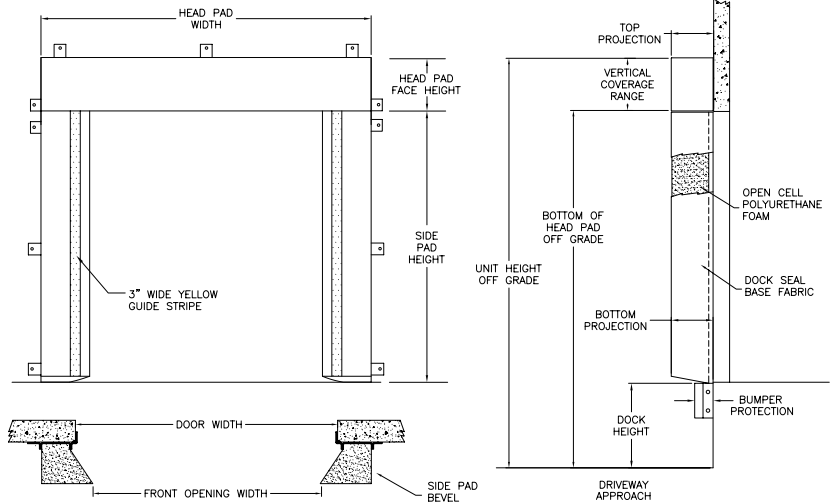 HEAD PAD
WIDTH
HEAD PAD
FACE HEIGHT
SIDE
PAD
HEIGHT
3" WIDE YELLOW
GUIDE STRIPE
DOOR WIDTH
FRONT OPENING WIDTH
SIDE PAD
BEVEL
TOP
PROJECTION
VERTICAL
COVERAGE
RANGE
OPEN CELL
POLYURETHANE
FOAM
BOTTOM OF
HEAD PAD
OFF GRADE
UNIT HEIGHT
OFF GRADE
DOCK SEAL
BASE FABRIC
BOTTOM
PROJECTION
BUMPER
PROTECTION
DOCK
HEIGHT
DRIVEWAY
APPROACH